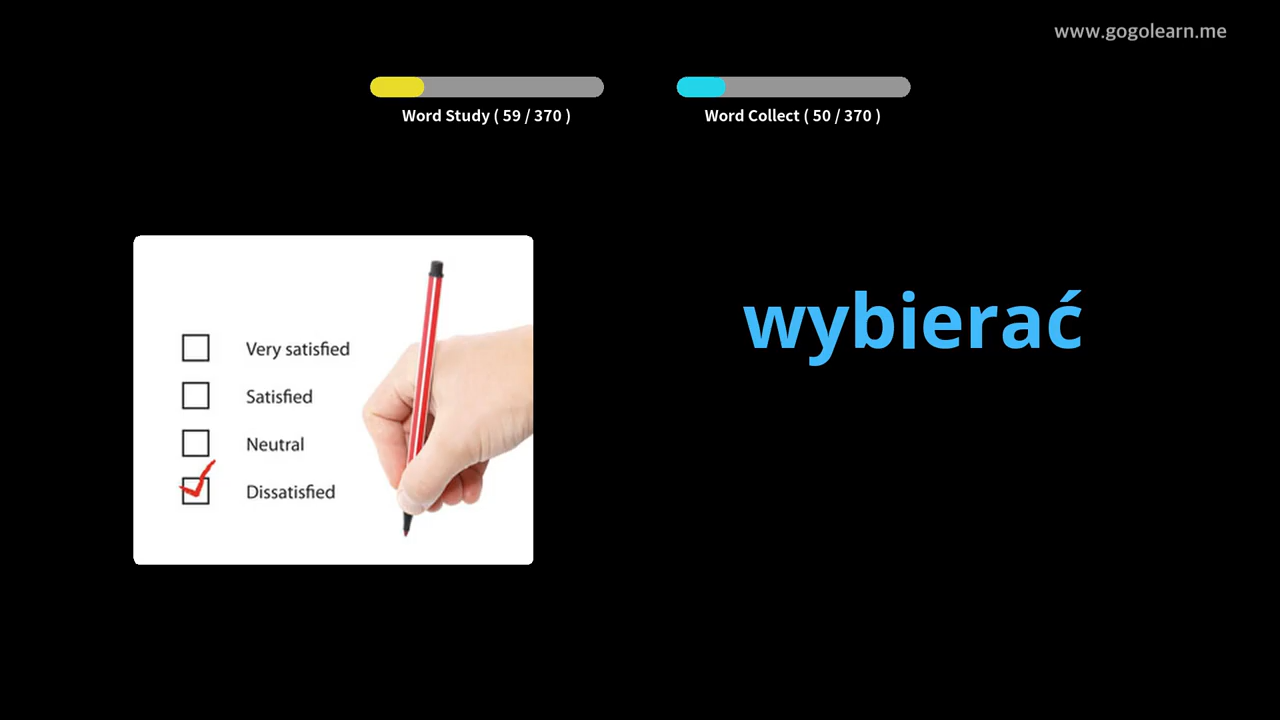 www.gogolearn.me
Word Study ( 59 / 370 )
Word Collect ( 50 / 370 )
wybierać
Very satisfied
Satisfied
Neutral
Dissatisfied